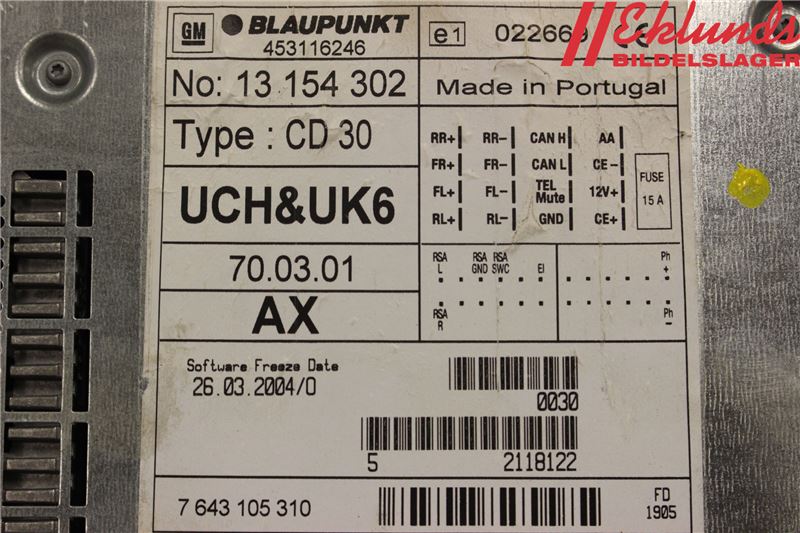 GM BLAUPUNKT
453116246
e1 022669 CE
Eklunds
BILDELSLAGER
No: 13 154 302
Made in Portugal
Type : CD 30
RR+ RR- CAN H AA
FR+ FR- CAN L CE-
FL+ FL- TEL Mute 12V+
RL+ RL- GND CE+
FUSE
15 A
UCH&UK6
70.03.01
RSA L RSA GND RSA SWC EI Ph +
RSA R Ph -
AX
Software Freeze Date
26.03.2004/0
0030
5 2118122
7 643 105 310
FD
1905